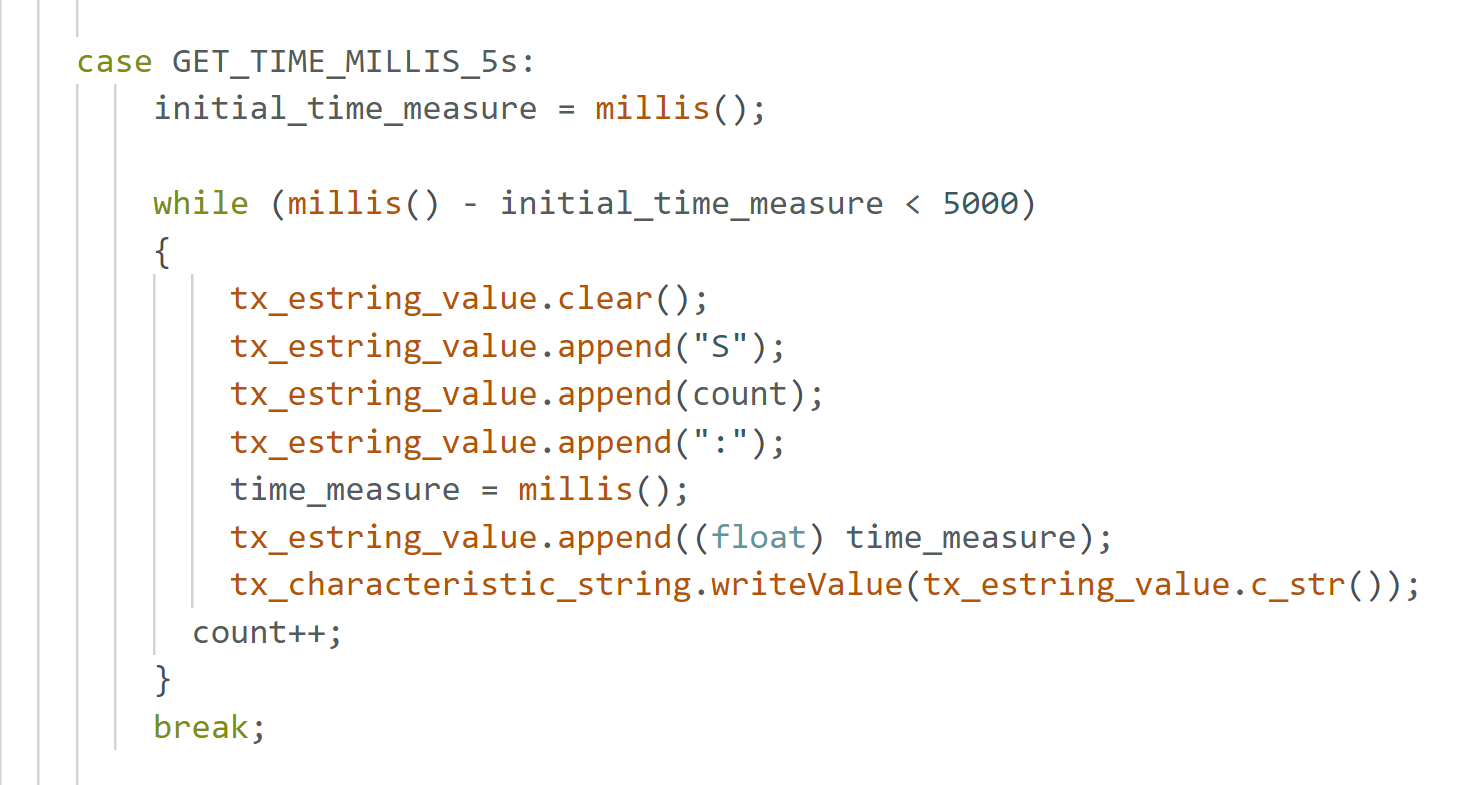 case GET_TIME_MILLIS_5s:
initial_time_measure = millis();
while (millis() - initial_time_measure < 5000)
{
tx_estring_value.clear();
tx_estring_value.append("S");
tx_estring_value.append(count);
tx_estring_value.append(":");
time_measure = millis();
tx_estring_value.append((float) time_measure);
tx_characteristic_string.writeValue(tx_estring_value.c_str());
count++;
}
break;